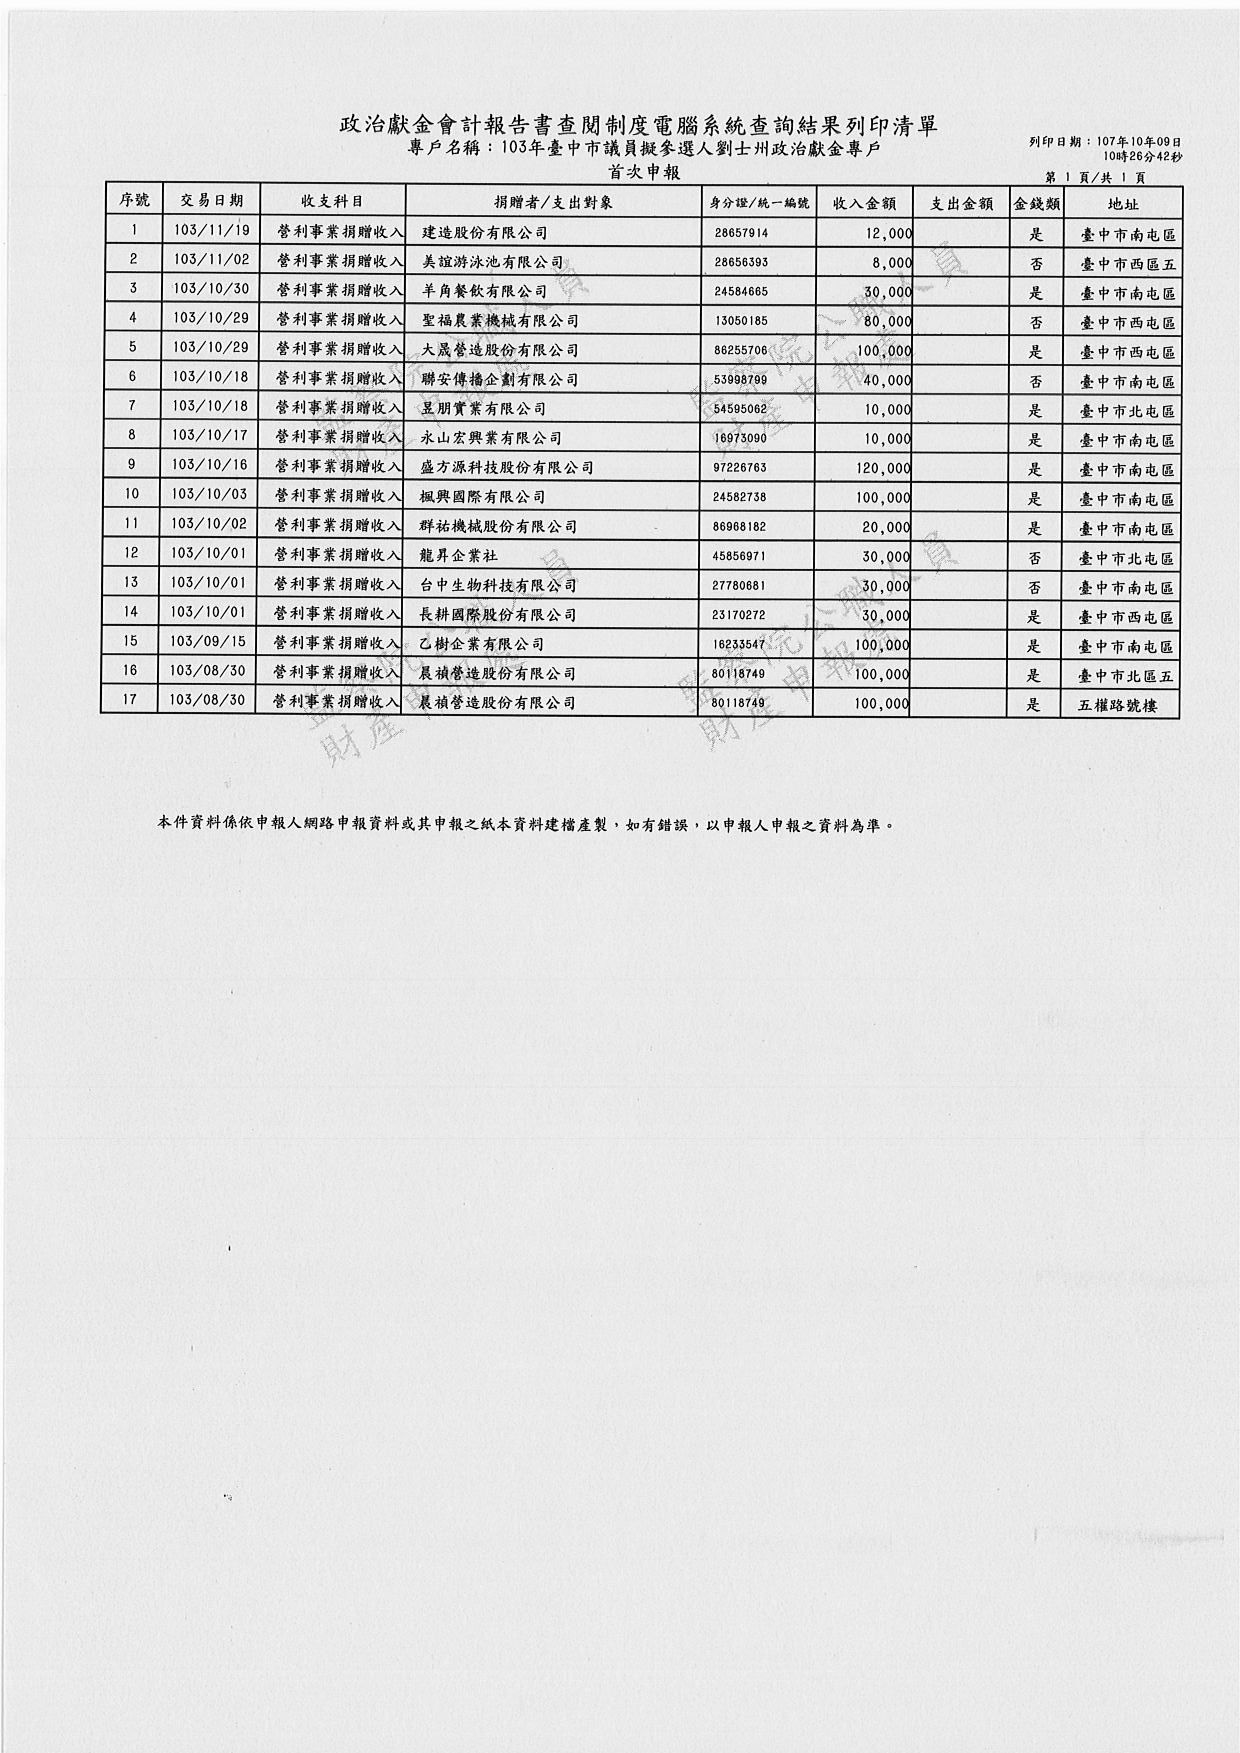 政治獻金會計報告書查閱制度電腦系統查詢結果列印清單
專戶名稱：103年臺中市議員擬參選人劉士州政治獻金專戶
列印日期：107年10月09日
10時26分42秒
首次申報
第 1 頁/共 1 頁
序號 交易日期 收支科目 捐贈者/支出對象 身分證/統一編號 收入金額 支出金額 金錢類 地址
1 103/11/19 營利事業捐贈收入 建造股份有限公司 28657914 12,000 是 臺中市南屯區
2 103/11/02 營利事業捐贈收入 美誼游泳池有限公司 28656393 8,000 否 臺中市西區五
3 103/10/30 營利事業捐贈收入 羊角餐飲有限公司 24584665 30,000 是 臺中市南屯區
4 103/10/29 營利事業捐贈收入 聖福農業機械有限公司 13050185 80,000 否 臺中市西屯區
5 103/10/29 營利事業捐贈收入 大晟營造股份有限公司 86255706 100,000 是 臺中市西屯區
6 103/10/18 營利事業捐贈收入 聯安傳播企劃有限公司 53998799 40,000 否 臺中市南屯區
7 103/10/18 營利事業捐贈收入 昱朋實業有限公司 54595062 10,000 是 臺中市北屯區
8 103/10/17 營利事業捐贈收入 永山宏興業有限公司 16973090 10,000 是 臺中市南屯區
9 103/10/16 營利事業捐贈收入 盛方源科技股份有限公司 97226763 120,000 是 臺中市南屯區
10 103/10/03 營利事業捐贈收入 楓興國際有限公司 24582738 100,000 是 臺中市南屯區
11 103/10/02 營利事業捐贈收入 群祐機械股份有限公司 86968182 20,000 是 臺中市南屯區
12 103/10/01 營利事業捐贈收入 龍昇企業社 45856971 30,000 否 臺中市北屯區
13 103/10/01 營利事業捐贈收入 台中生物科技有限公司 27780681 30,000 否 臺中市南屯區
14 103/10/01 營利事業捐贈收入 長耕國際股份有限公司 23170272 30,000 是 臺中市西屯區
15 103/09/15 營利事業捐贈收入 乙樹企業有限公司 16233547 100,000 是 臺中市南屯區
16 103/08/30 營利事業捐贈收入 晨禎營造股份有限公司 80118749 100,000 是 臺中市北區五
17 103/08/30 營利事業捐贈收入 晨禎營造股份有限公司 80118749 100,000 是 五權路號樓
監察院公職人員
財產申報處
監察院公職人員
財產申報處
監察院公職人員
財產申報處
監察院公職人員
財產申報處
本件資料係依申報人網路申報資料或其申報之紙本資料建檔產製，如有錯誤，以申報人申報之資料為準。